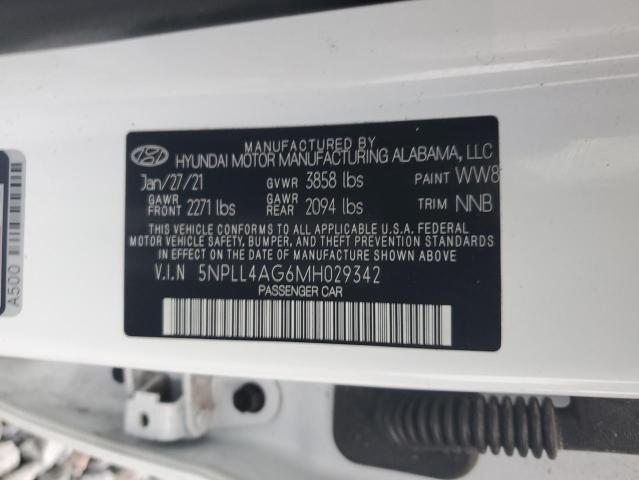 MANUFACTURED BY
HYUNDAI MOTOR MANUFACTURING ALABAMA, LLC
Jan/27/21 GVWR 3858 lbs PAINT WW8
GAWR FRONT 2271 lbs GAWR REAR 2094 lbs TRIM NNB
THIS VEHICLE CONFORMS TO ALL APPLICABLE U.S.A. FEDERAL
MOTOR VEHICLE SAFETY, BUMPER, AND THEFT PREVENTION
STANDARDS IN EFFECT ON THE DATE OF MANUFACTURE SHOWN ABOVE.
V.I.N 5NPLL4AG6MH029342
PASSENGER CAR
A500